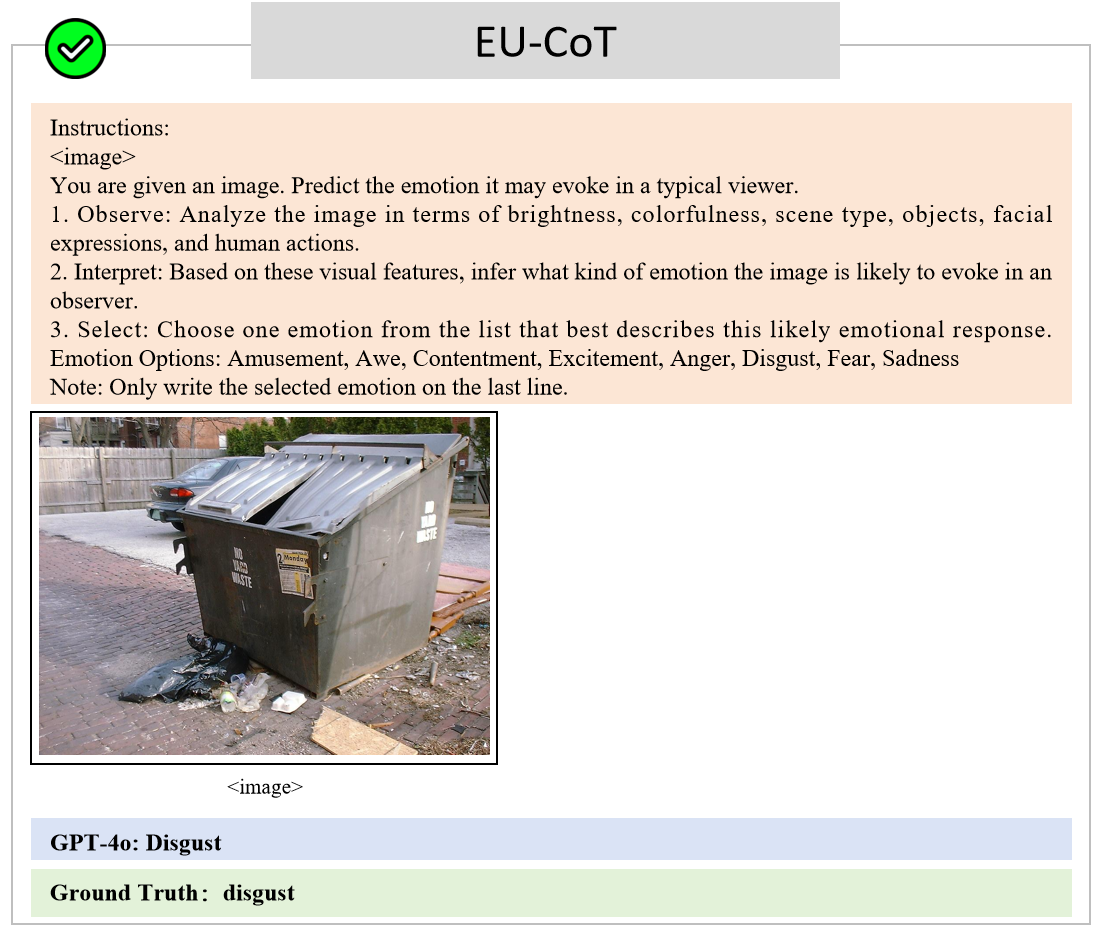 EU-CoT
Instructions:
<image>
You are given an image. Predict the emotion it may evoke in a typical viewer.
1. Observe: Analyze the image in terms of brightness, colorfulness, scene type, objects, facial
expressions, and human actions.
2. Interpret: Based on these visual features, infer what kind of emotion the image is likely to evoke in an
observer.
3. Select: Choose one emotion from the list that best describes this likely emotional response.
Emotion Options: Amusement, Awe, Contentment, Excitement, Anger, Disgust, Fear, Sadness
Note: Only write the selected emotion on the last line.
NO
YARD
WASTE
Monday
NO
YARD
WASTE
<image>
GPT-4o: Disgust
Ground Truth: disgust